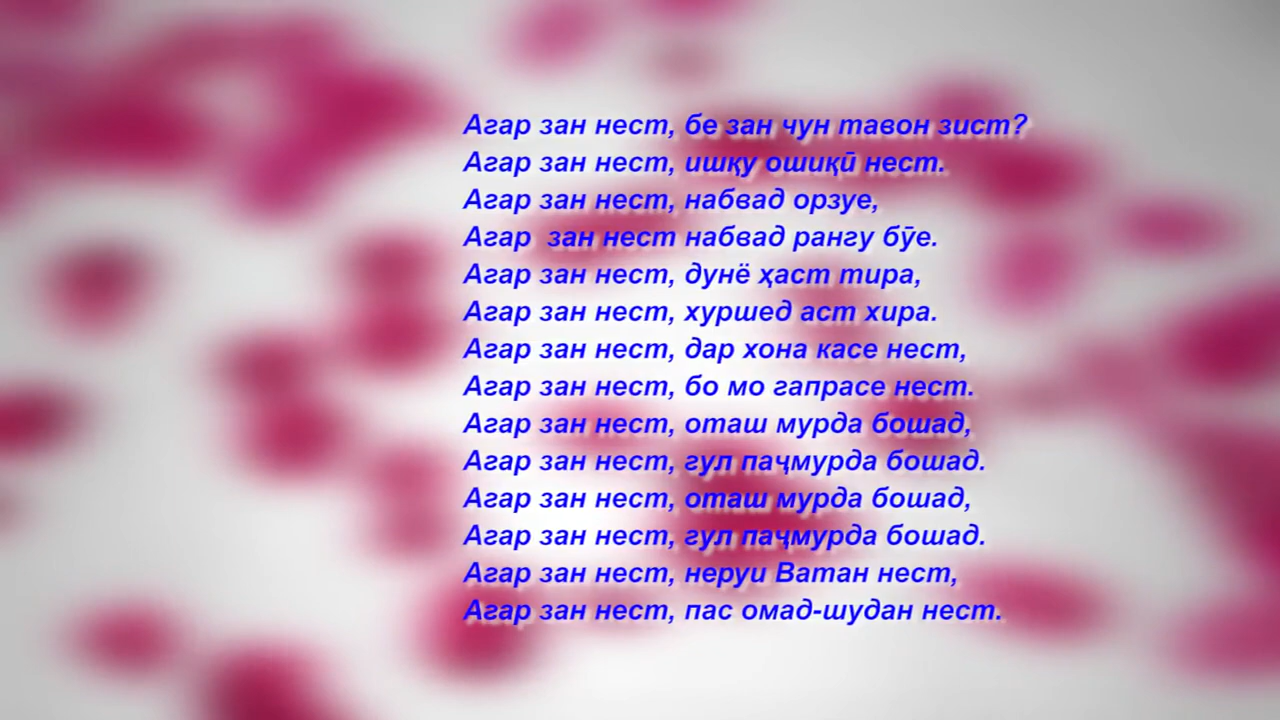 Агар зан нест, бе зан чун тавон зист?
Агар зан нест, ишқу ошиқӣ нест.
Агар зан нест, набвад орзуе,
Агар зан нест набвад рангу бӯе.
Агар зан нест, дунё ҳаст тира,
Агар зан нест, хуршед аст хира.
Агар зан нест, дар хона касе нест,
Агар зан нест, бо мо гапрасе нест.
Агар зан нест, оташ мурда бошад,
Агар зан нест, гул паҷмурда бошад.
Агар зан нест, оташ мурда бошад,
Агар зан нест, гул паҷмурда бошад.
Агар зан нест, неруи Ватан нест,
Агар зан нест, пас омад-шудан нест.